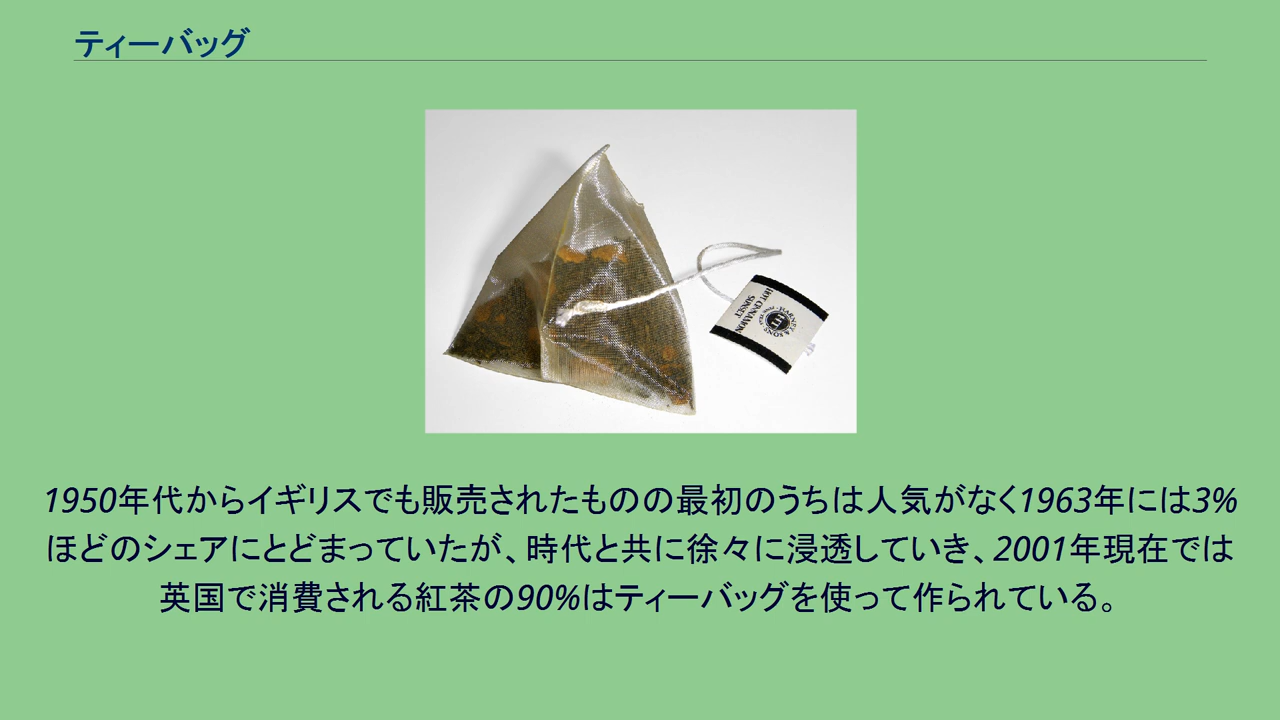 ティーバッグ
HOT CINNAMON
SUNSET
HARNEY & SONS
1950年代からイギリスでも販売されたものの最初のうちは人気がなく1963年には3%
ほどのシェアにとどまっていたが、時代と共に徐々に浸透していき、2001年現在では
英国で消費される紅茶の90%はティーバッグを使って作られている。